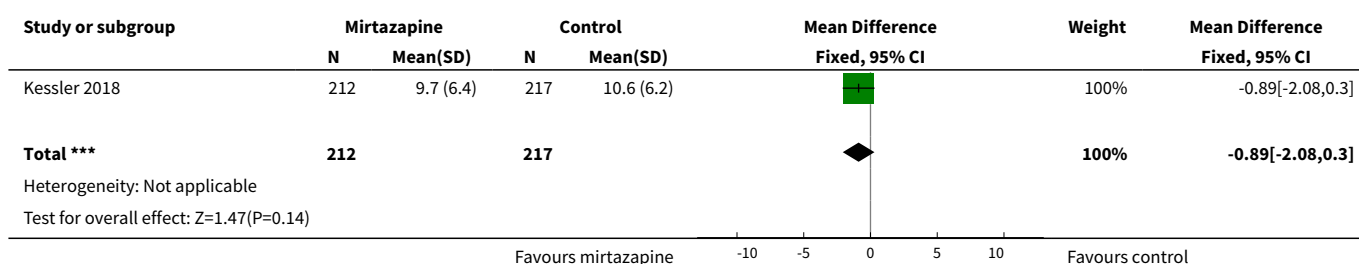 Study or subgroup Mirtazapine Control Mean Difference Weight Mean Difference
N Mean(SD) N Mean(SD) Fixed, 95% CI Fixed, 95% CI
Kessler 2018 212 9.7 (6.4) 217 10.6 (6.2) 100% -0.89[-2.08,0.3]
Total *** 212 217 100% -0.89[-2.08,0.3]
Heterogeneity: Not applicable
Test for overall effect: Z=1.47(P=0.14)
Favours mirtazapine -10 -5 0 5 10 Favours control